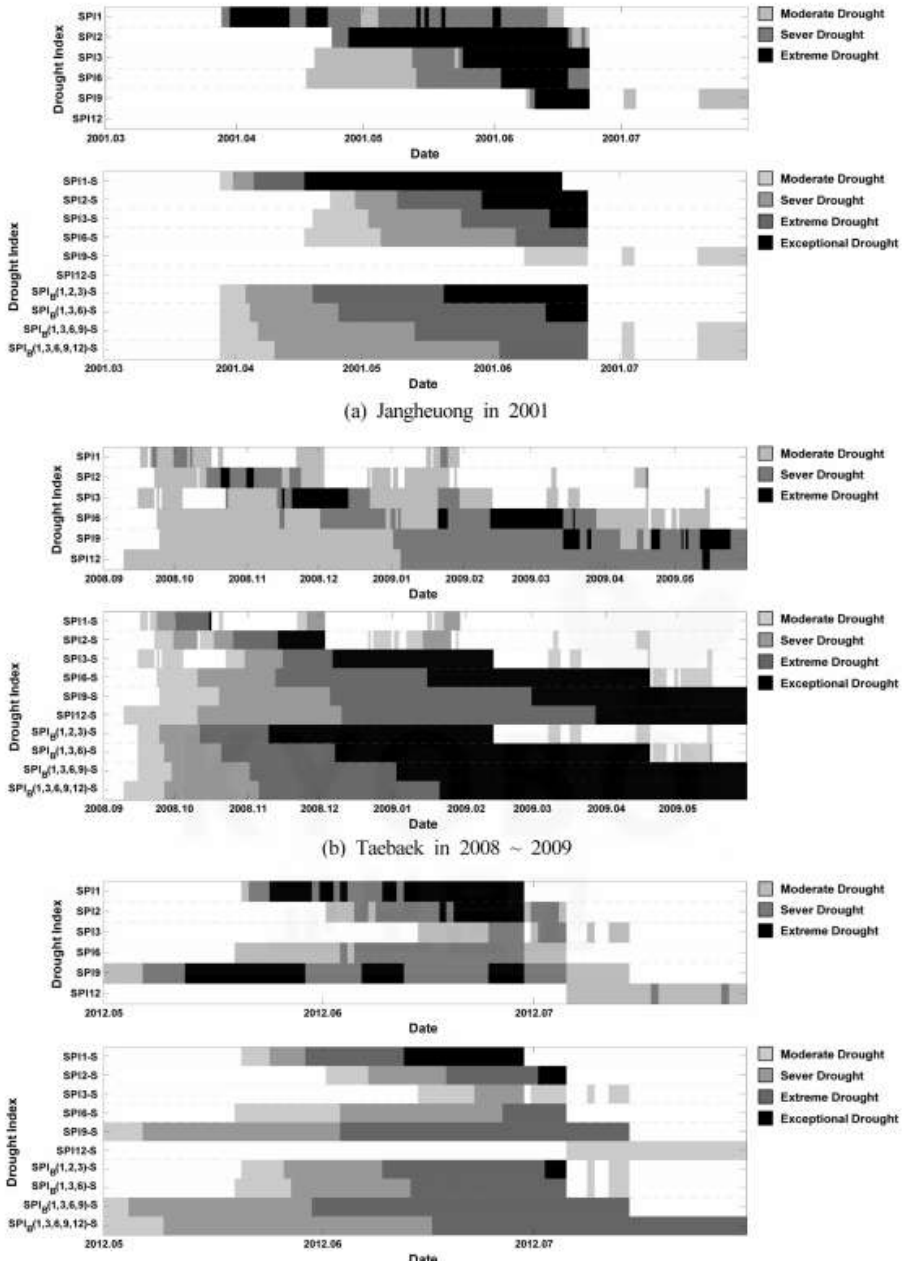 Drought Index
SPI1
SPI2
SPI3
SPI6
SPI9
SPI12
2001.03 2001.04 2001.05 2001.06 2001.07
Date
Moderate Drought
Sever Drought
Extreme Drought
Drought Index
SPI1-S
SPI2-S
SPI3-S
SPI6-S
SPI9-S
SPI12-S
SPIB(1,2,3)-S
SPIB(1,3,6)-S
SPIB(1,3,6,9)-S
SPIB(1,3,6,9,12)-S
2001.03 2001.04 2001.05 2001.06 2001.07
Date
Moderate Drought
Sever Drought
Extreme Drought
Exceptional Drought
(a) Jangheuong in 2001
Drought Index
SPI1
SPI2
SPI3
SPI6
SPI9
SPI12
2008.09 2008.10 2008.11 2008.12 2009.01 2009.02 2009.03 2009.04 2009.05
Date
Moderate Drought
Sever Drought
Extreme Drought
Drought Index
SPI1-S
SPI2-S
SPI3-S
SPI6-S
SPI9-S
SPI12-S
SPIB(1,2,3)-S
SPIB(1,3,6)-S
SPIB(1,3,6,9)-S
SPIB(1,3,6,9,12)-S
2008.09 2008.10 2008.11 2008.12 2009.01 2009.02 2009.03 2009.04 2009.05
Date
Moderate Drought
Sever Drought
Extreme Drought
Exceptional Drought
(b) Taebaek in 2008 ~ 2009
Drought Index
SPI1
SPI2
SPI3
SPI6
SPI9
SPI12
2012.05 2012.06 2012.07
Date
Moderate Drought
Sever Drought
Extreme Drought
Drought Index
SPI1-S
SPI2-S
SPI3-S
SPI6-S
SPI9-S
SPI12-S
SPIB(1,2,3)-S
SPIB(1,3,6)-S
SPIB(1,3,6,9)-S
SPIB(1,3,6,9,12)-S
2012.05 2012.06 2012.07
Date
Moderate Drought
Sever Drought
Extreme Drought
Exceptional Drought